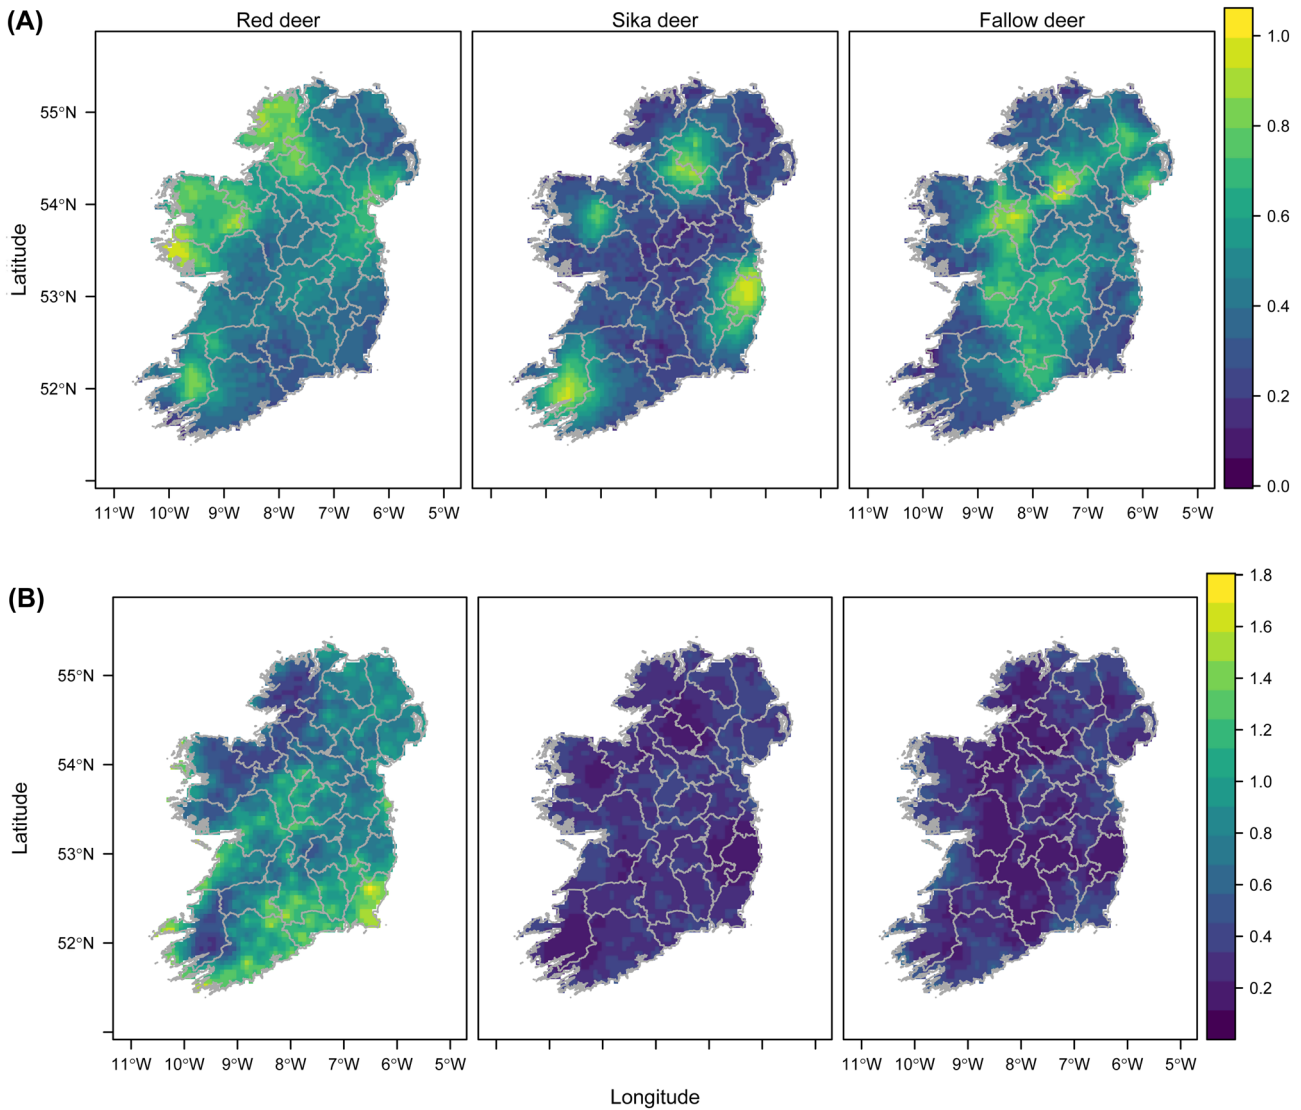 (A)
Red deer
Sika deer
Fallow deer
1.0
0.8
0.6
0.4
0.2
0.0
55°N
54°N
53°N
52°N
Latitude
11°W 10°W 9°W 8°W 7°W 6°W 5°W
11°W 10°W 9°W 8°W 7°W 6°W 5°W
(B)
1.8
1.6
1.4
1.2
1.0
0.8
0.6
0.4
0.2
55°N
54°N
53°N
52°N
Latitude
11°W 10°W 9°W 8°W 7°W 6°W 5°W
11°W 10°W 9°W 8°W 7°W 6°W 5°W
Longitude